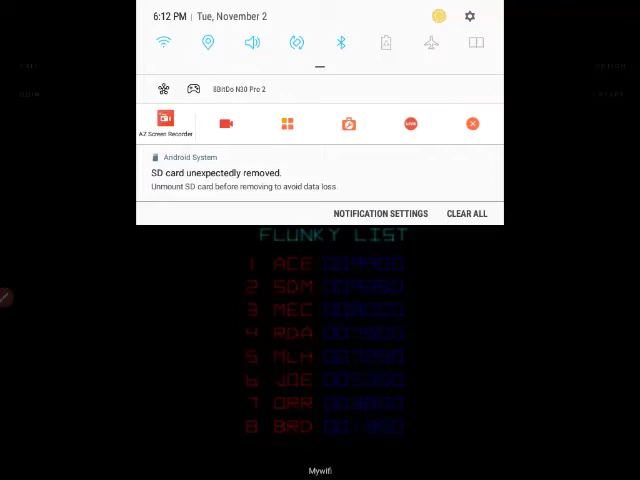 6:12 PM | Tue, November 2
8BitDo N30 Pro 2
AZ Screen Recorder
LIVE
Android System
SD card unexpectedly removed.
Unmount SD card before removing to avoid data loss.
NOTIFICATION SETTINGS CLEAR ALL
FLUNKY LIST
1 ACE
2 SDM
3 MEC
4 RDA
5 MLH
6 JOE
7 ORR
8 BRD
Mywifi